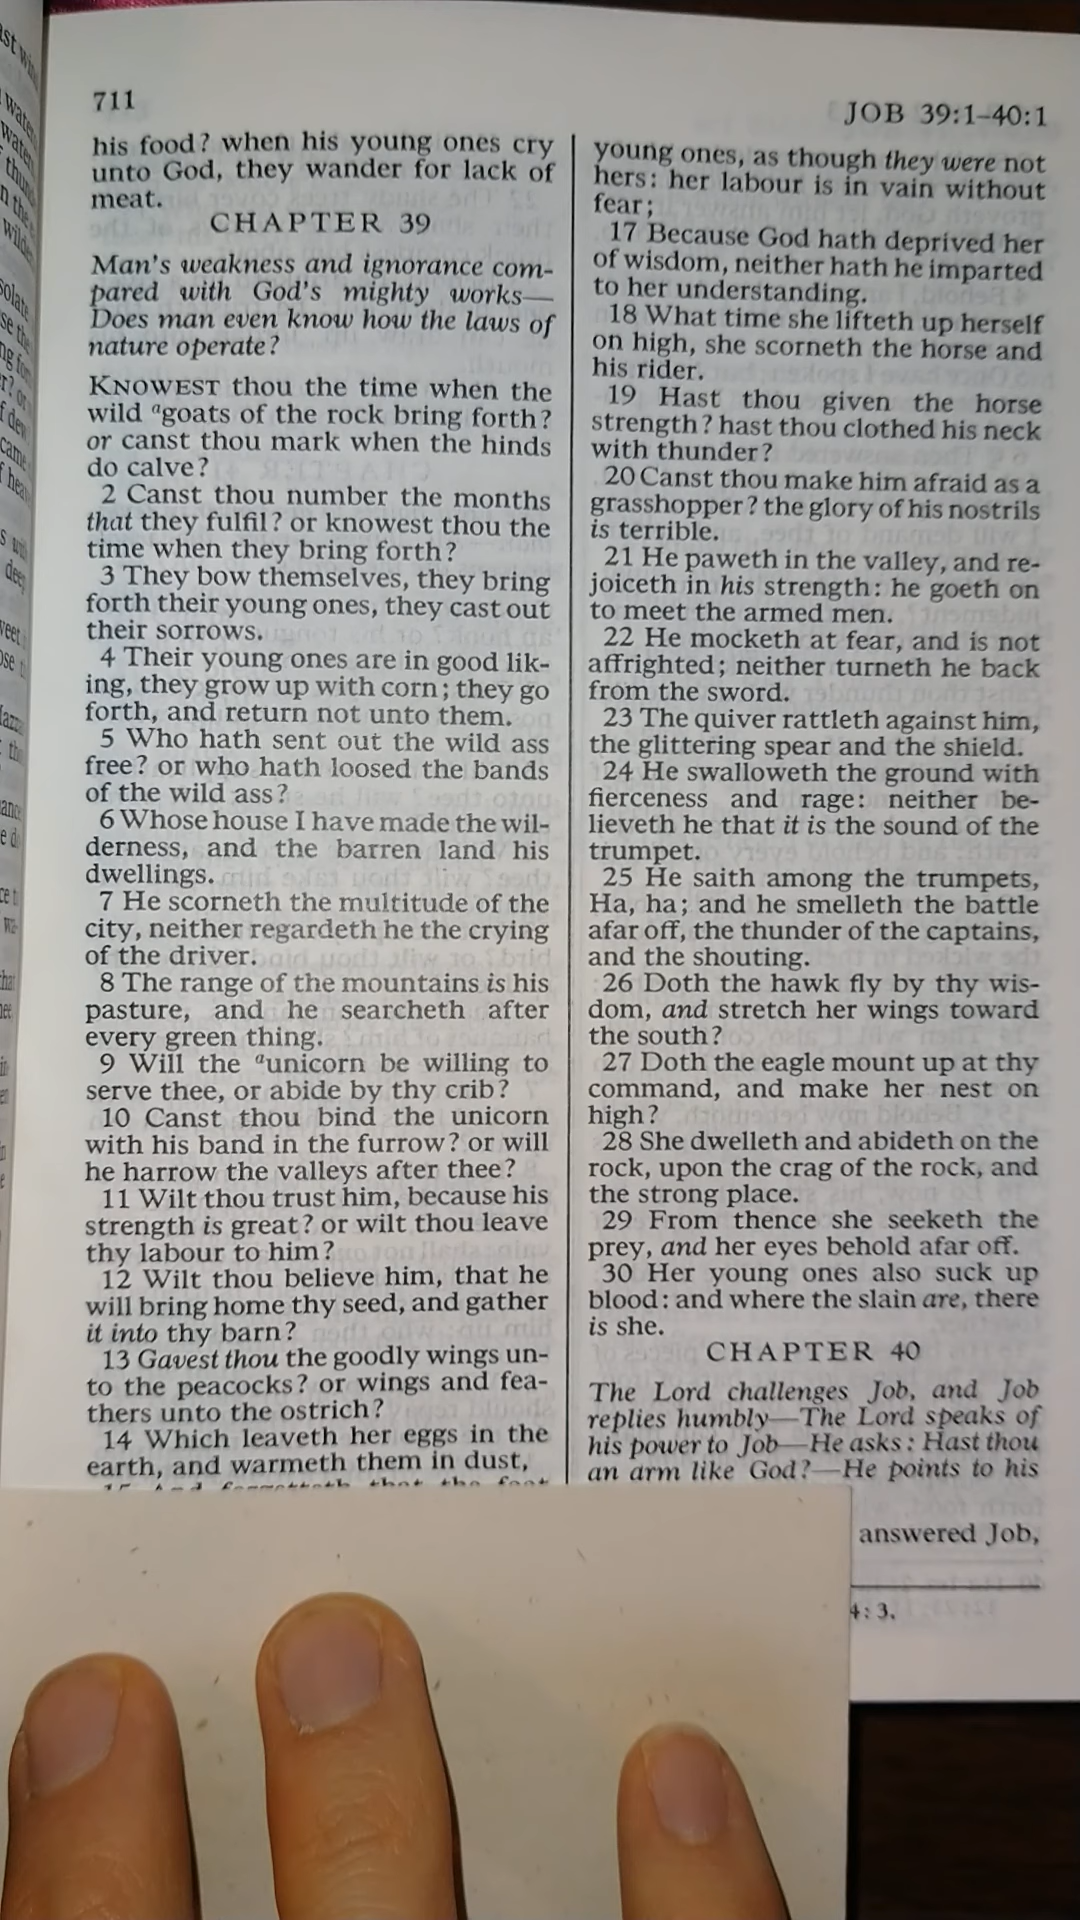 711
JOB 39:1–40:1
his food? when his young ones cry
unto God, they wander for lack of
meat.
CHAPTER 39
Man's weakness and ignorance com-
pared with God's mighty works—
Does man even know how the laws of
nature operate?
KNOWEST thou the time when the
wild ᵃgoats of the rock bring forth?
or canst thou mark when the hinds
do calve?
2 Canst thou number the months
that they fulfil? or knowest thou the
time when they bring forth?
3 They bow themselves, they bring
forth their young ones, they cast out
their sorrows.
4 Their young ones are in good lik-
ing, they grow up with corn; they go
forth, and return not unto them.
5 Who hath sent out the wild ass
free? or who hath loosed the bands
of the wild ass?
6 Whose house I have made the wil-
derness, and the barren land his
dwellings.
7 He scorneth the multitude of the
city, neither regardeth he the crying
of the driver.
8 The range of the mountains is his
pasture, and he searcheth after
every green thing.
9 Will the ᵃunicorn be willing to
serve thee, or abide by thy crib?
10 Canst thou bind the unicorn
with his band in the furrow? or will
he harrow the valleys after thee?
11 Wilt thou trust him, because his
strength is great? or wilt thou leave
thy labour to him?
12 Wilt thou believe him, that he
will bring home thy seed, and gather
it into thy barn?
13 Gavest thou the goodly wings un-
to the peacocks? or wings and fea-
thers unto the ostrich?
14 Which leaveth her eggs in the
earth, and warmeth them in dust,
young ones, as though they were not
hers: her labour is in vain without
fear;
17 Because God hath deprived her
of wisdom, neither hath he imparted
to her understanding.
18 What time she lifteth up herself
on high, she scorneth the horse and
his rider.
19 Hast thou given the horse
strength? hast thou clothed his neck
with thunder?
20 Canst thou make him afraid as a
grasshopper? the glory of his nostrils
is terrible.
21 He paweth in the valley, and re-
joiceth in his strength: he goeth on
to meet the armed men.
22 He mocketh at fear, and is not
affrighted; neither turneth he back
from the sword.
23 The quiver rattleth against him,
the glittering spear and the shield.
24 He swalloweth the ground with
fierceness and rage: neither be-
lieveth he that it is the sound of the
trumpet.
25 He saith among the trumpets,
Ha, ha; and he smelleth the battle
afar off, the thunder of the captains,
and the shouting.
26 Doth the hawk fly by thy wis-
dom, and stretch her wings toward
the south?
27 Doth the eagle mount up at thy
command, and make her nest on
high?
28 She dwelleth and abideth on the
rock, upon the crag of the rock, and
the strong place.
29 From thence she seeketh the
prey, and her eyes behold afar off.
30 Her young ones also suck up
blood: and where the slain are, there
is she.
CHAPTER 40
The Lord challenges Job, and Job
replies humbly—The Lord speaks of
his power to Job—He asks: Hast thou
an arm like God?—He points to his
answered Job,
4:3.